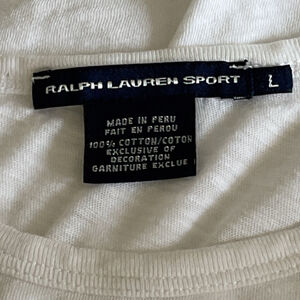 RALPH LAUREN SPORT L
MADE IN PERU
FAIT EN PEROU
100% COTTON/COTON
EXCLUSIVE OF
DECORATION
GARNITURE EXCLUE